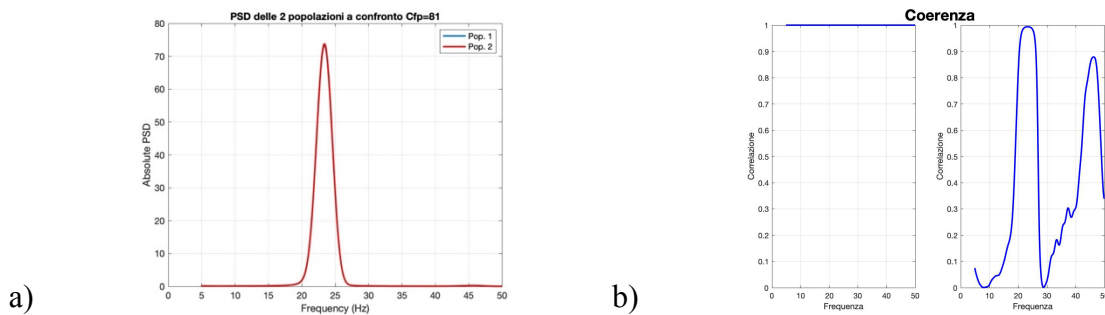 PSD delle 2 popolazioni a confronto Cfp=81
Pop. 1
Pop. 2
80
70
60
50
40
30
20
10
0
Absolute PSD
0 5 10 15 20 25 30 35 40 45 50
Frequency (Hz)
a)
Coerenza
1
0.9
0.8
0.7
0.6
0.5
0.4
0.3
0.2
0.1
0
Correlazione
0 10 20 30 40 50
Frequenza
1
0.9
0.8
0.7
0.6
0.5
0.4
0.3
0.2
0.1
0
Correlazione
0 10 20 30 40 50
Frequenza
b)